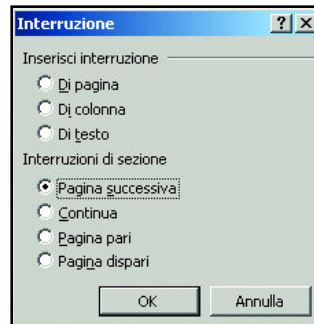 Interruzione
Inserisci interruzione
Di pagina
Di colonna
Di testo
Interruzioni di sezione
Pagina successiva
Continua
Pagina pari
Pagina dispari
OK Annulla